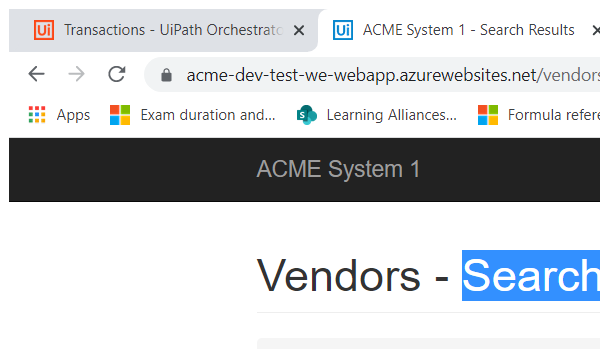 Ui Transactions - UiPath Orchestrato Ui ACME System 1 - Search Results
acme-dev-test-we-webapp.azurewebsites.net/vendors
Apps Exam duration and... S Learning Alliances... Formula refere
ACME System 1
Vendors - Search